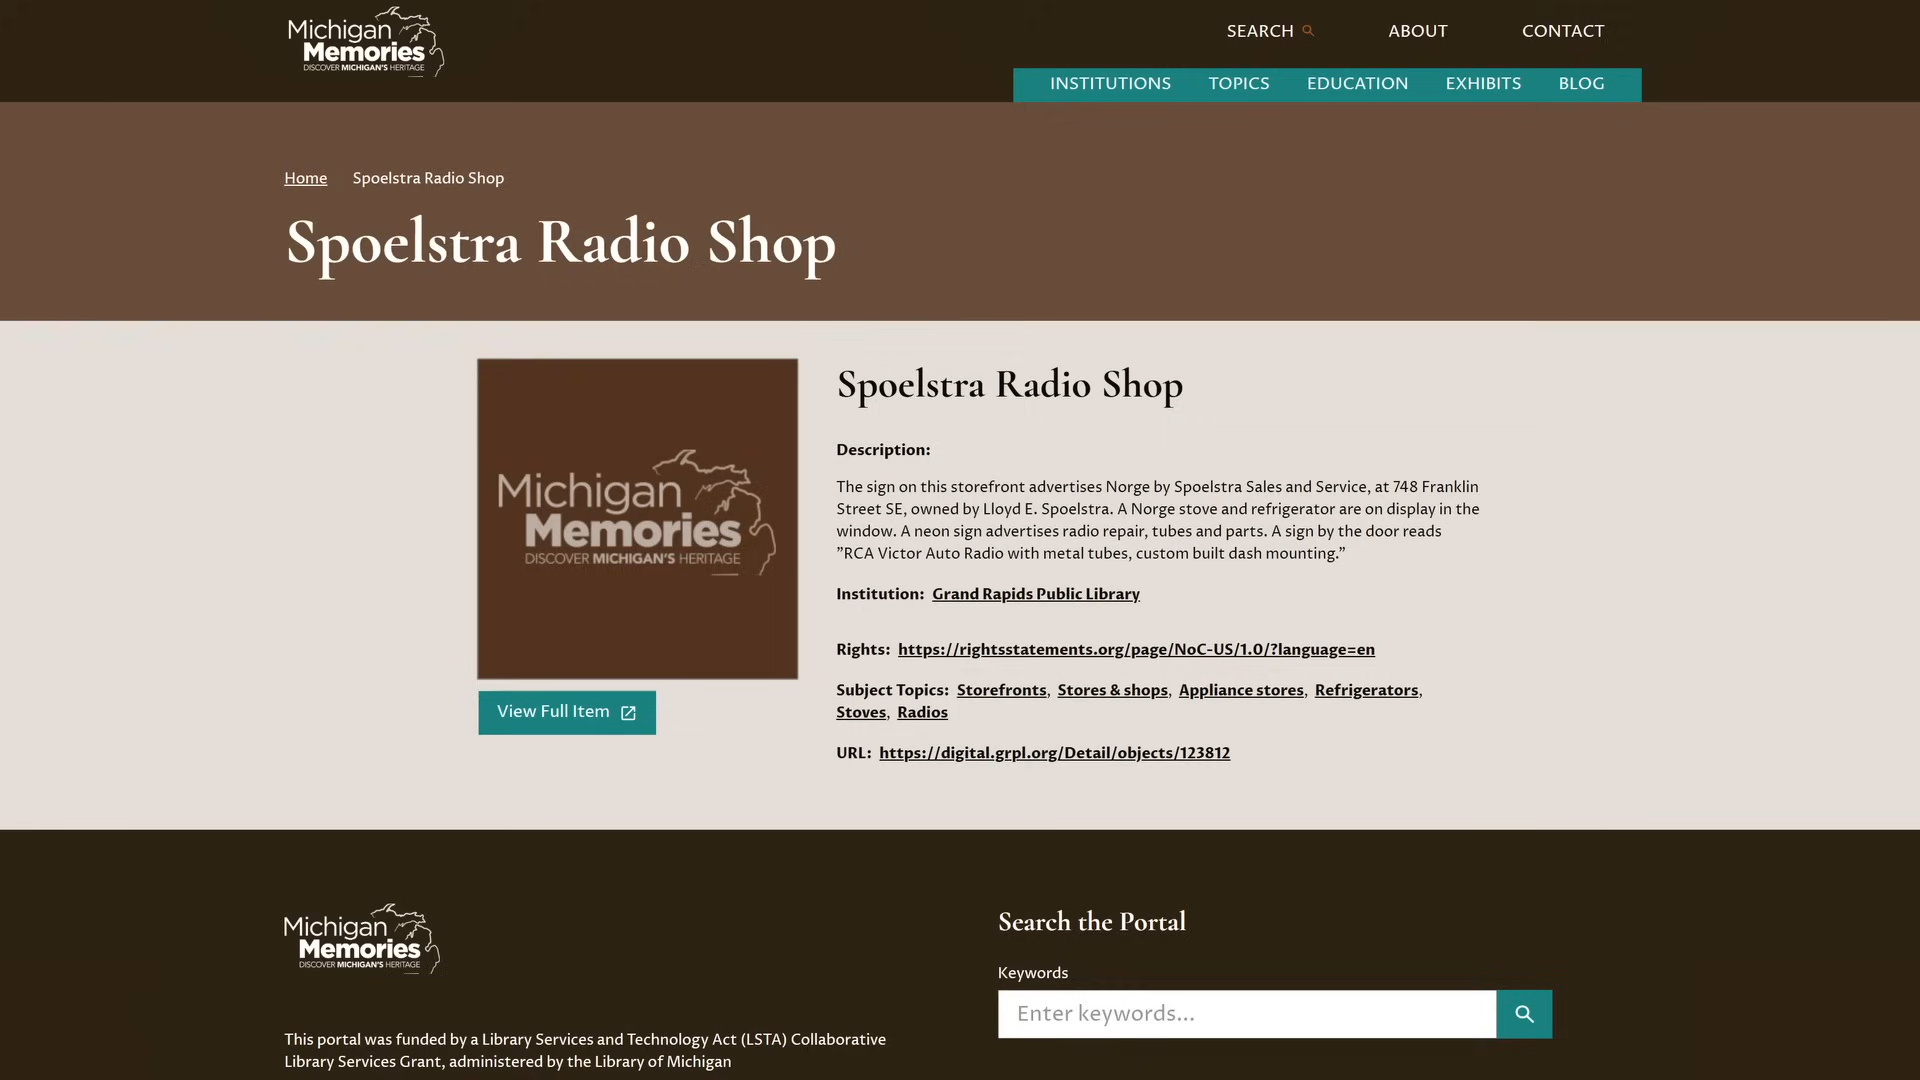 Michigan
Memories
DISCOVER MICHIGAN'S HERITAGE
SEARCH
ABOUT
CONTACT
INSTITUTIONS
TOPICS
EDUCATION
EXHIBITS
BLOG
Home
Spoelstra Radio Shop
Spoelstra Radio Shop
Michigan
Memories
DISCOVER MICHIGAN'S HERITAGE
View Full Item
Spoelstra Radio Shop
Description:
The sign on this storefront advertises Norge by Spoelstra Sales and Service, at 748 Franklin
Street SE, owned by Lloyd E. Spoelstra. A Norge stove and refrigerator are on display in the
window. A neon sign advertises radio repair, tubes and parts. A sign by the door reads
”RCA Victor Auto Radio with metal tubes, custom built dash mounting.”
Institution: Grand Rapids Public Library
Rights: https://rightsstatements.org/page/NoC-US/1.0/?language=en
Subject Topics: Storefronts, Stores & shops, Appliance stores, Refrigerators,
Stoves, Radios
URL: https://digital.grpl.org/Detail/objects/123812
Michigan
Memories
DISCOVER MICHIGAN'S HERITAGE
This portal was funded by a Library Services and Technology Act (LSTA) Collaborative
Library Services Grant, administered by the Library of Michigan
Search the Portal
Keywords
Enter keywords...